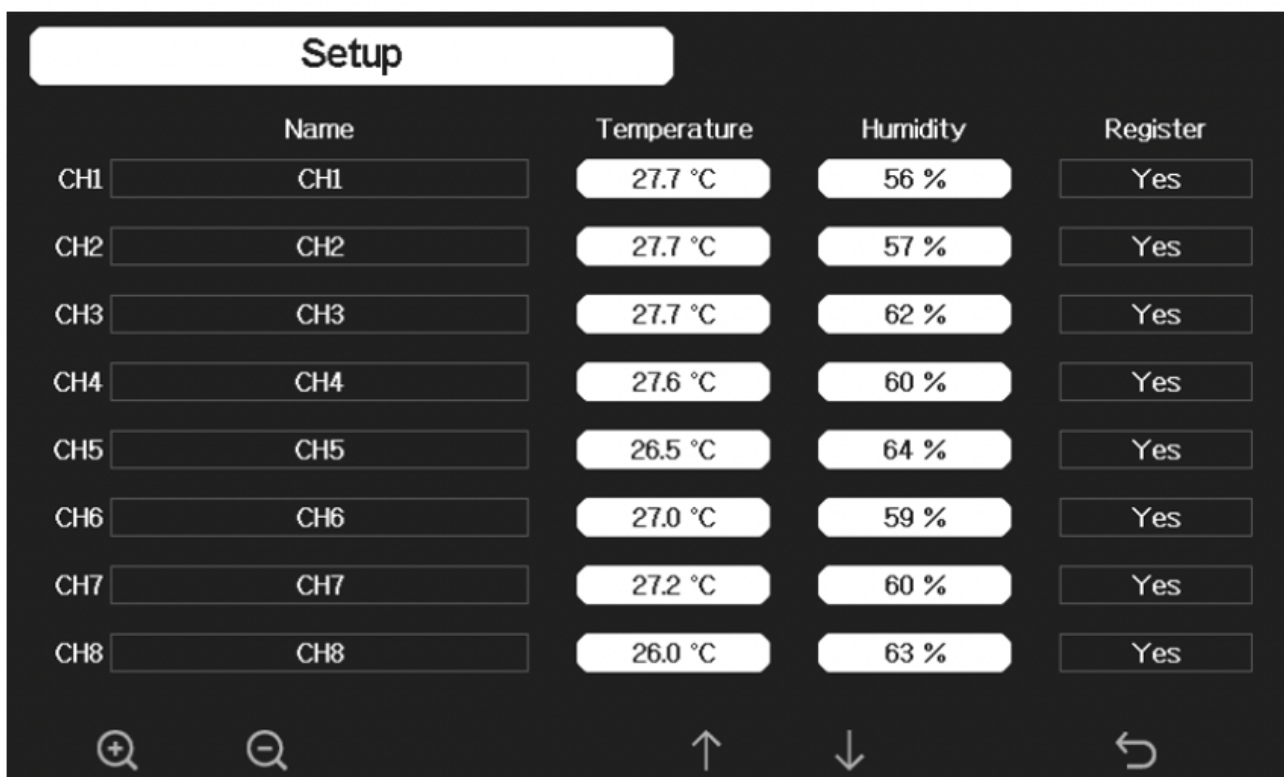 Setup
Name Temperature Humidity Register
CH1 CH1 27.7 °C 56 % Yes
CH2 CH2 27.7 °C 57 % Yes
CH3 CH3 27.7 °C 62 % Yes
CH4 CH4 27.6 °C 60 % Yes
CH5 CH5 26.5 °C 64 % Yes
CH6 CH6 27.0 °C 59 % Yes
CH7 CH7 27.2 °C 60 % Yes
CH8 CH8 26.0 °C 63 % Yes